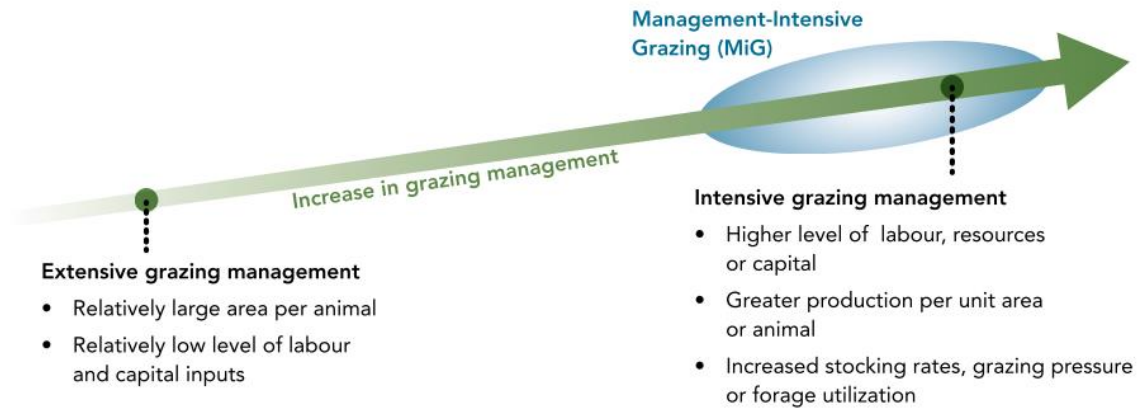 Management-Intensive
Grazing (MiG)
Increase in grazing management
Extensive grazing management
• Relatively large area per animal
• Relatively low level of labour
and capital inputs
Intensive grazing management
• Higher level of labour, resources
or capital
• Greater production per unit area
or animal
• Increased stocking rates, grazing pressure
or forage utilization